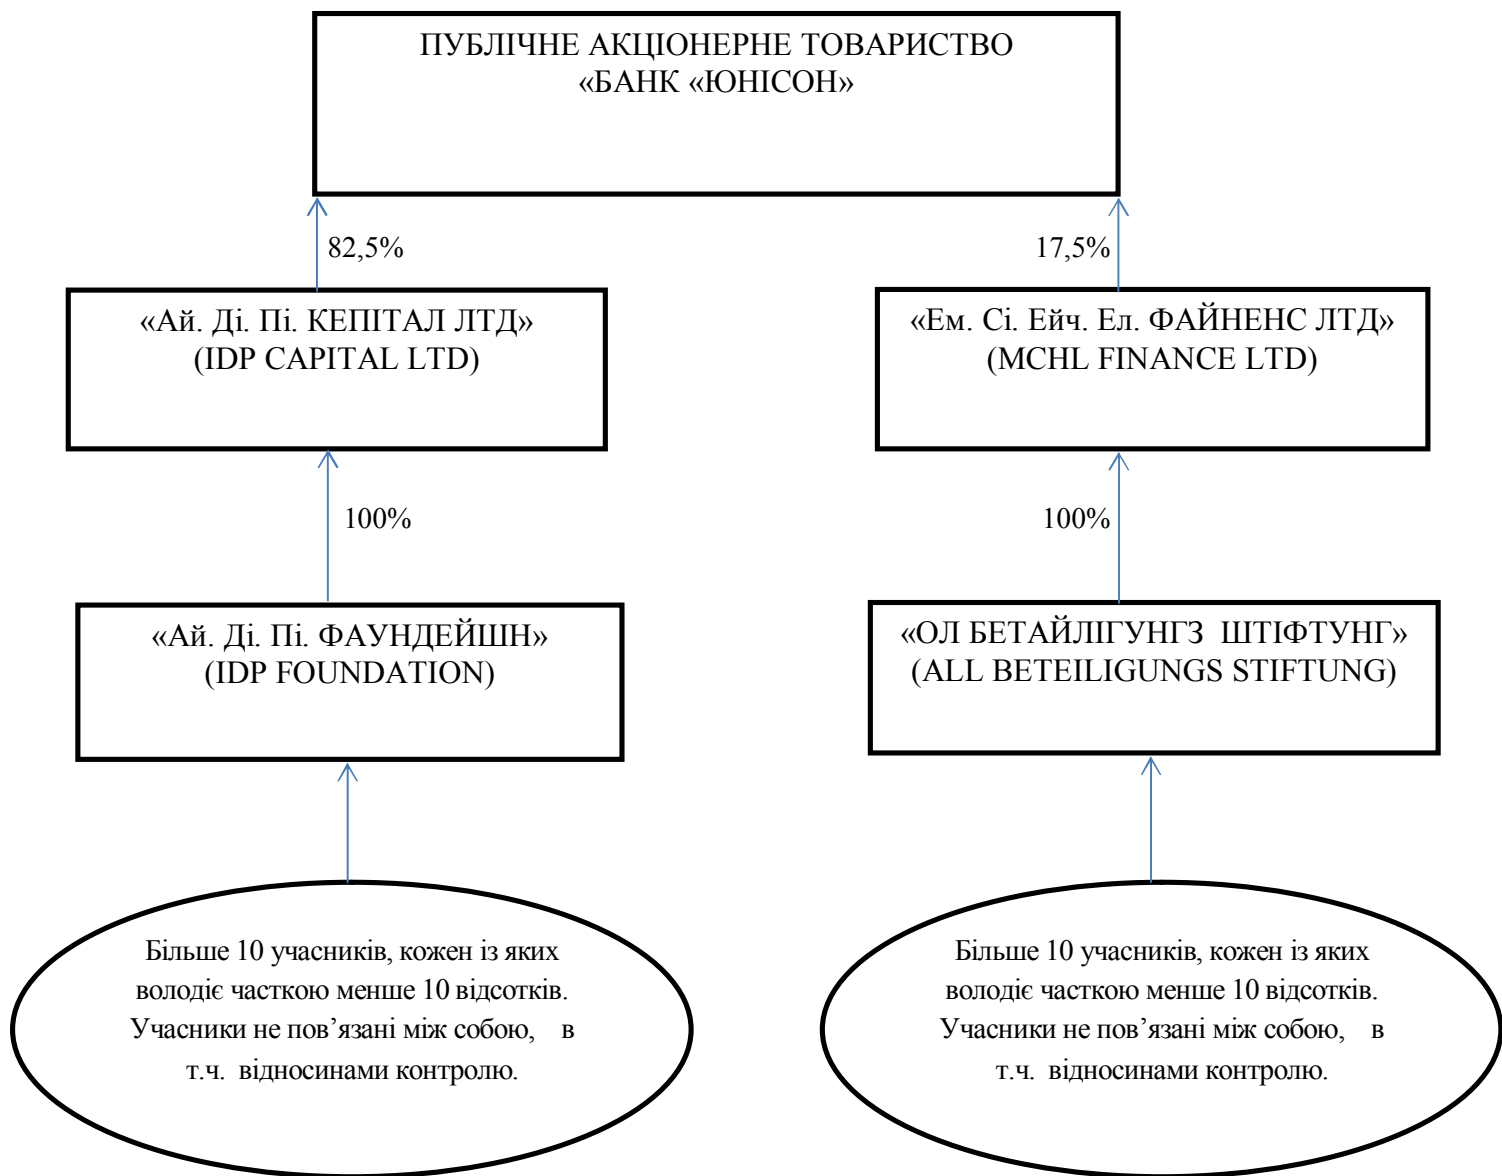 ПУБЛІЧНЕ АКЦІОНЕРНЕ ТОВАРИСТВО
«БАНК «ЮНІСОН»
82,5%
17,5%
«Ай. Ді. Пі. КЕПІТАЛ ЛТД»
(IDP CAPITAL LTD)
«Ем. Сі. Ейч. Ел. ФАЙНЕНС ЛТД»
(MCHL FINANCE LTD)
100%
100%
«Ай. Ді. Пі. ФАУНДЕЙШН»
(IDP FOUNDATION)
«ОЛ БЕТАЙЛІГУНГЗ ШТІФТУНГ»
(ALL BETEILIGUNGS STIFTUNG)
Більше 10 учасників, кожен із яких
володіє часткою менше 10 відсотків.
Учасники не пов’язані між собою, в
т.ч. відносинами контролю.
Більше 10 учасників, кожен із яких
володіє часткою менше 10 відсотків.
Учасники не пов’язані між собою, в
т.ч. відносинами контролю.